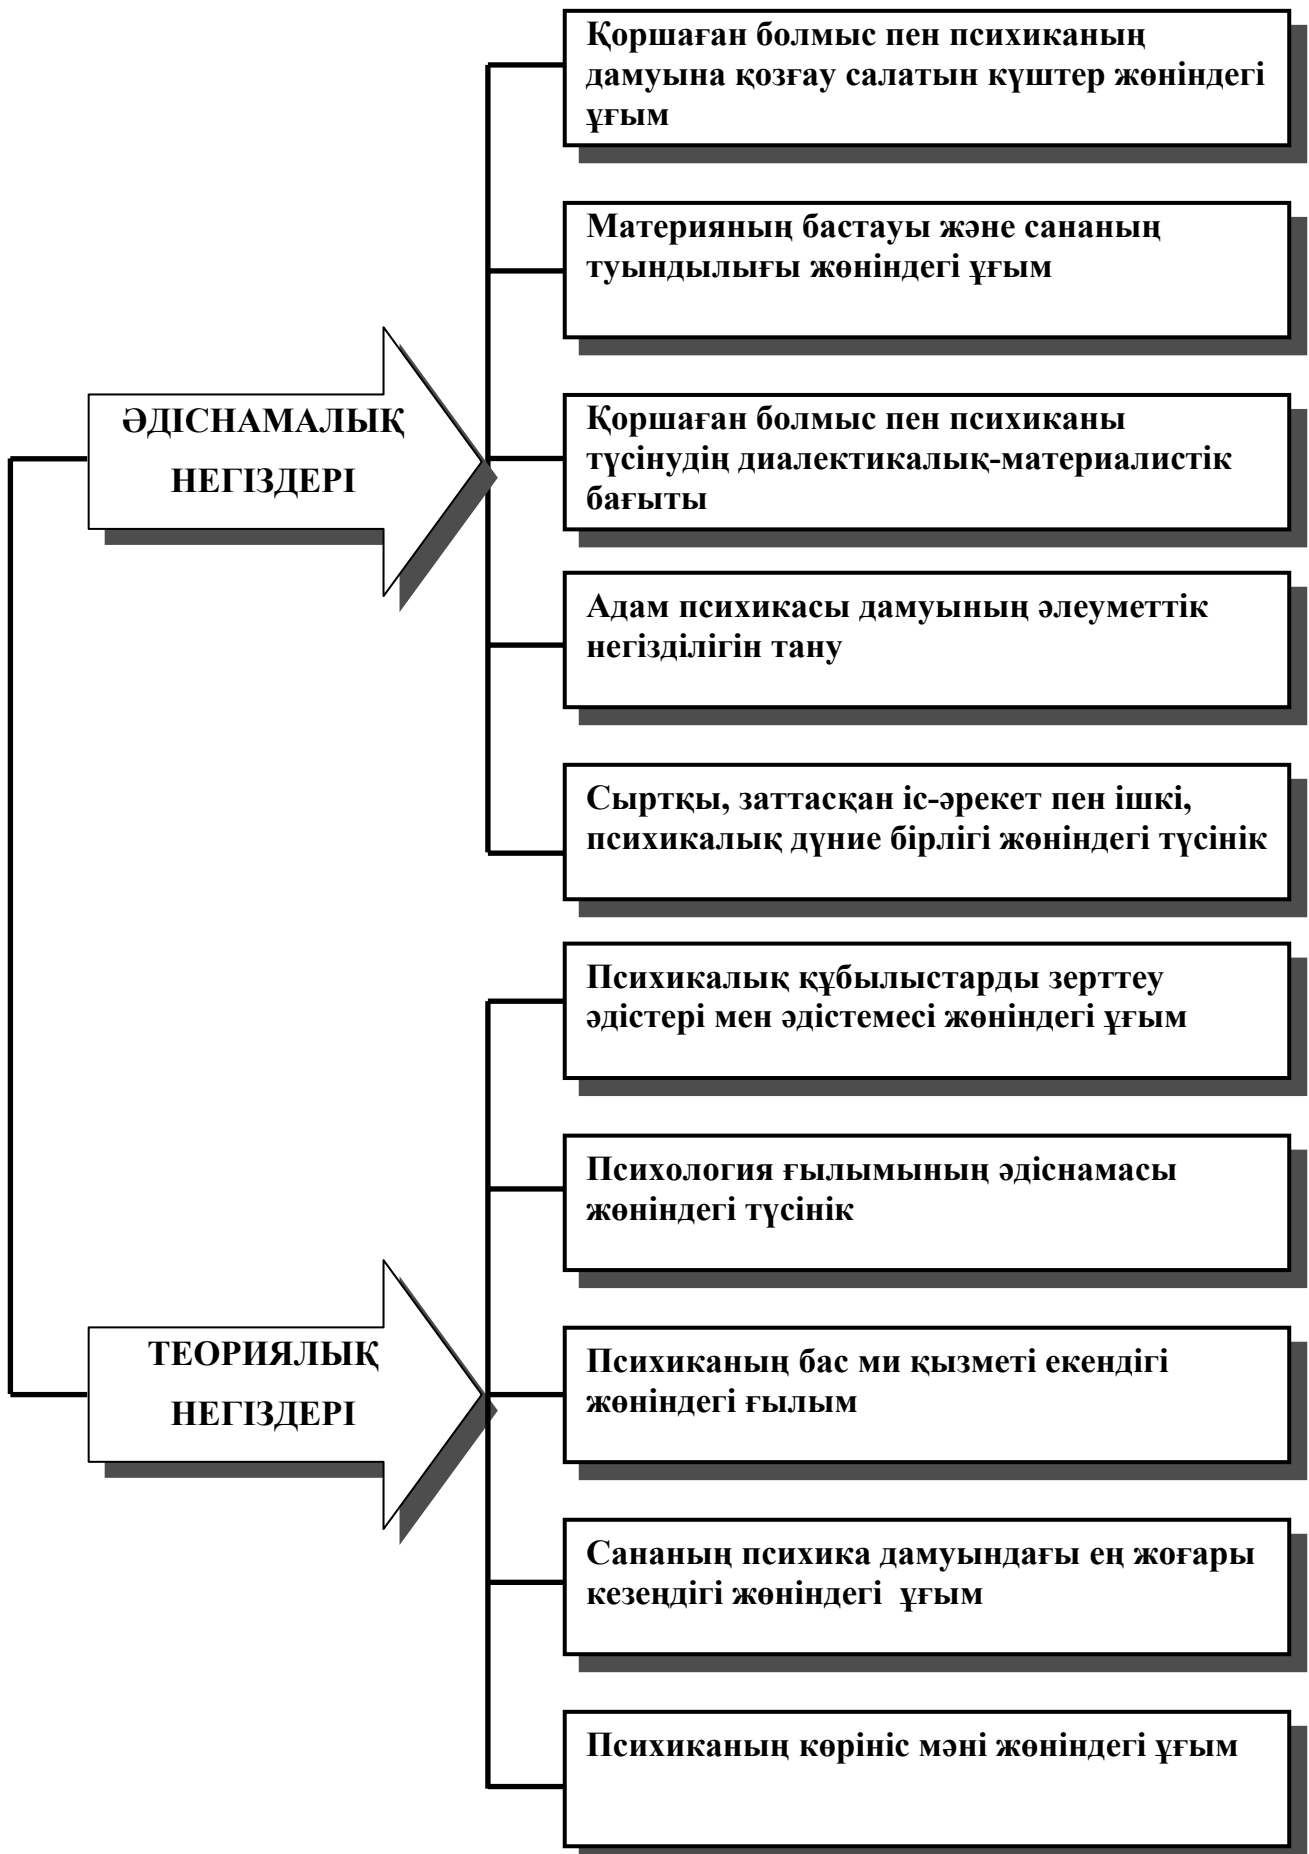 Қоршаған болмыс пен психиканың
дамуына қозғау салатын күштер жөніндегі
ұғым
Материяның бастауы және сананың
туындылығы жөніндегі ұғым
ӘДІСНАМАЛЫҚ
НЕГІЗДЕРІ
Қоршаған болмыс пен психиканы
түсінудің диалектикалық-материалистік
бағыты
Адам психикасы дамуының әлеуметтік
негізділігін тану
Сыртқы, заттасқан іс-әрекет пен ішкі,
психикалық дүние бірлігі жөніндегі түсінік
Психикалық құбылыстарды зерттеу
әдістері мен әдістемесі жөніндегі ұғым
Психология ғылымының әдіснамасы
жөніндегі түсінік
ТЕОРИЯЛЫҚ
НЕГІЗДЕРІ
Психиканың бас ми қызметі екендігі
жөніндегі ғылым
Сананың психика дамуындағы ең жоғары
кезеңдігі жөніндегі  ұғым
Психиканың көрініс мәні жөніндегі ұғым